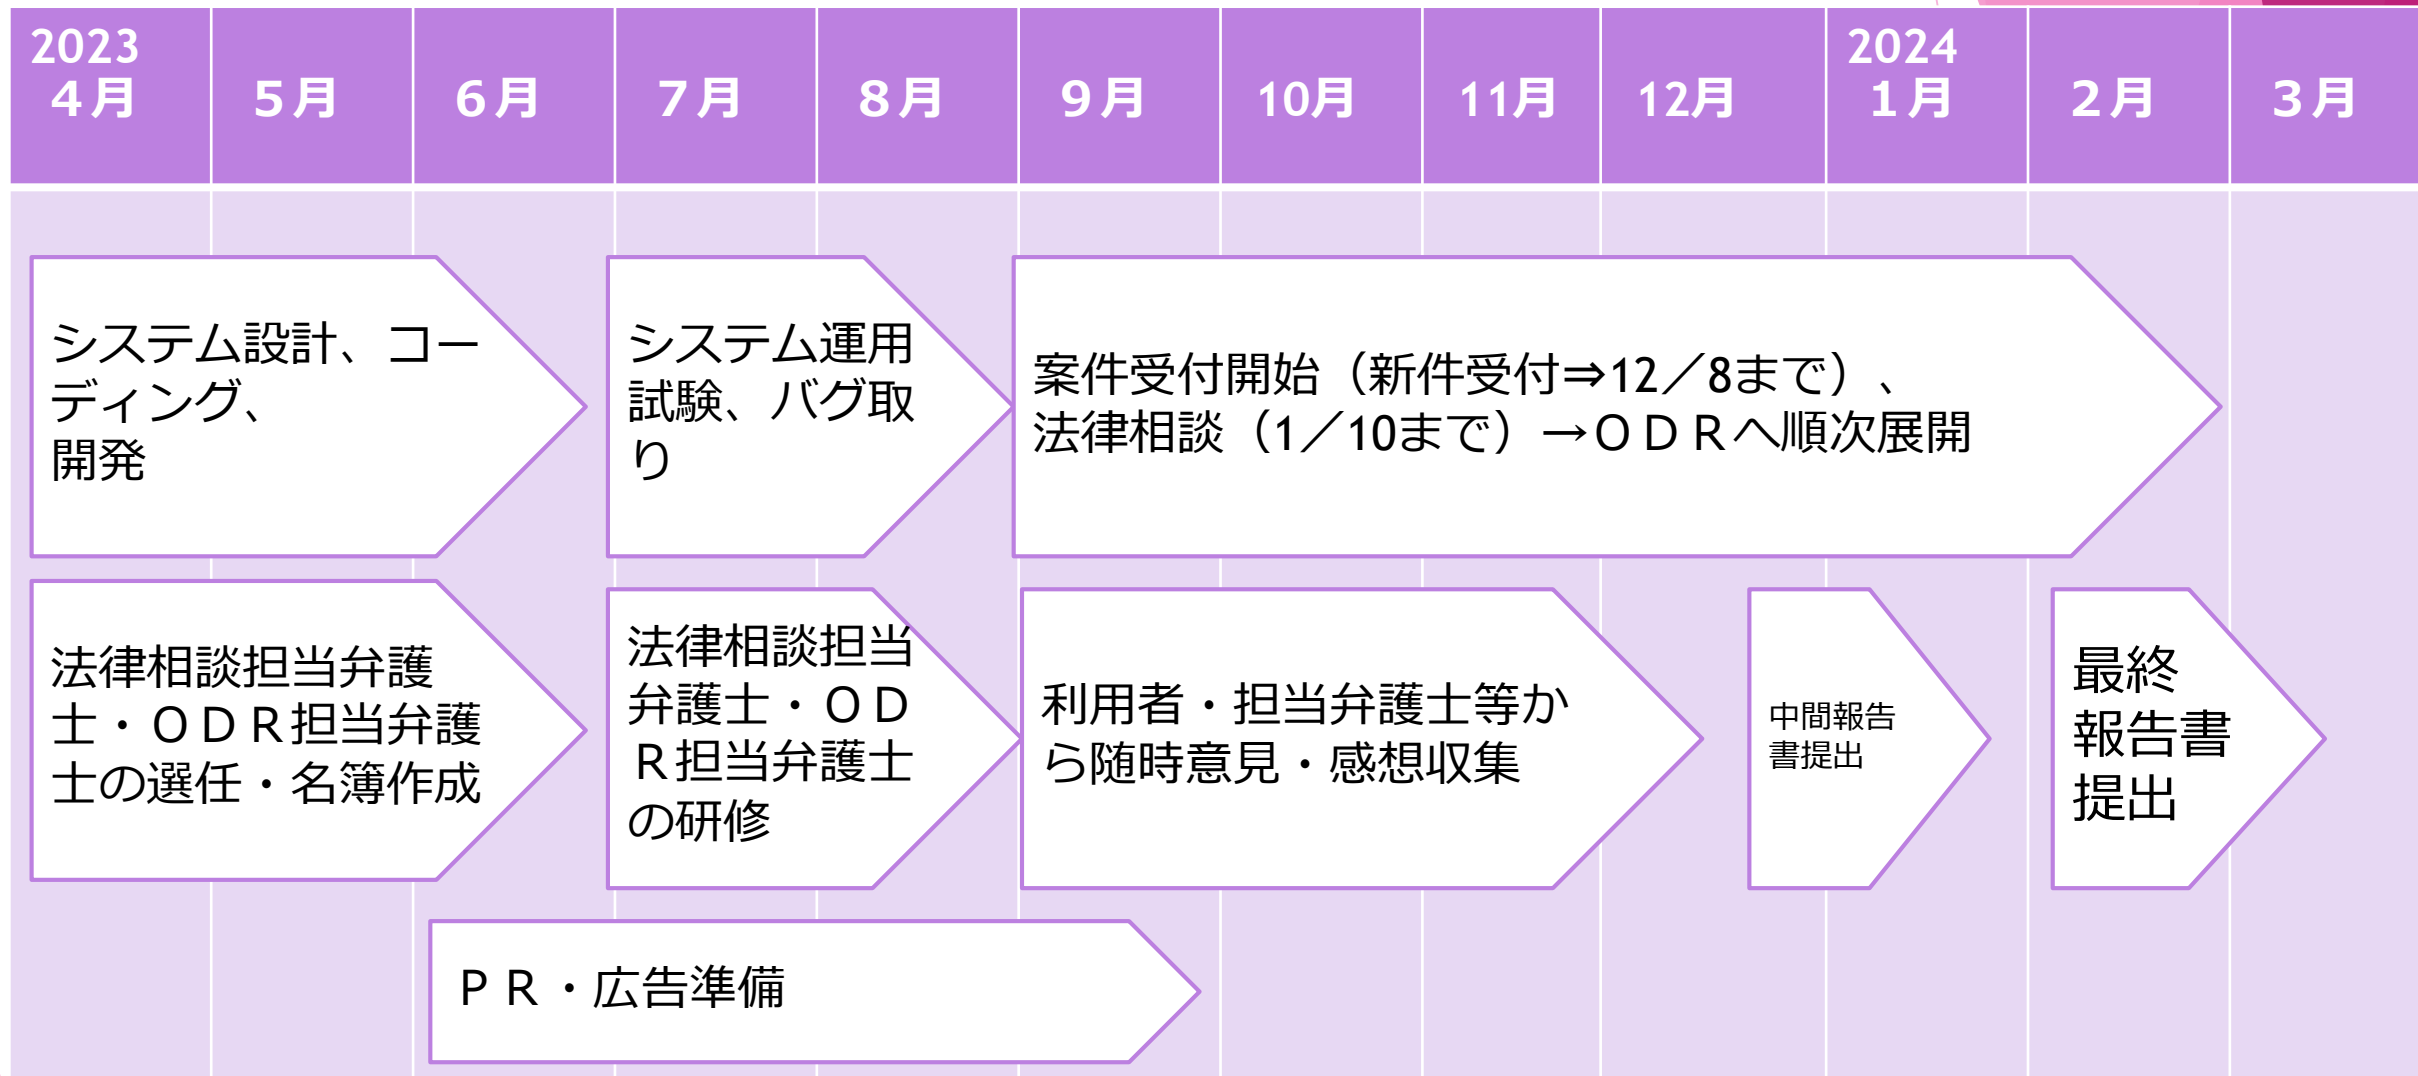 2023
４月
５月
６月
７月
８月
９月
10月
11月
12月
2024
１月
２月
３月
システム設計、コー
ディング、
開発
システム運用
試験、バグ取
り
案件受付開始（新件受付⇒12／8まで）、
法律相談（1／10まで）→ＯＤＲへ順次展開
法律相談担当弁護
士・ＯＤＲ担当弁護
士の選任・名簿作成
法律相談担当
弁護士・ＯＤ
Ｒ担当弁護士
の研修
利用者・担当弁護士等か
ら随時意見・感想収集
中間報告
書提出
最終
報告書
提出
ＰＲ・広告準備